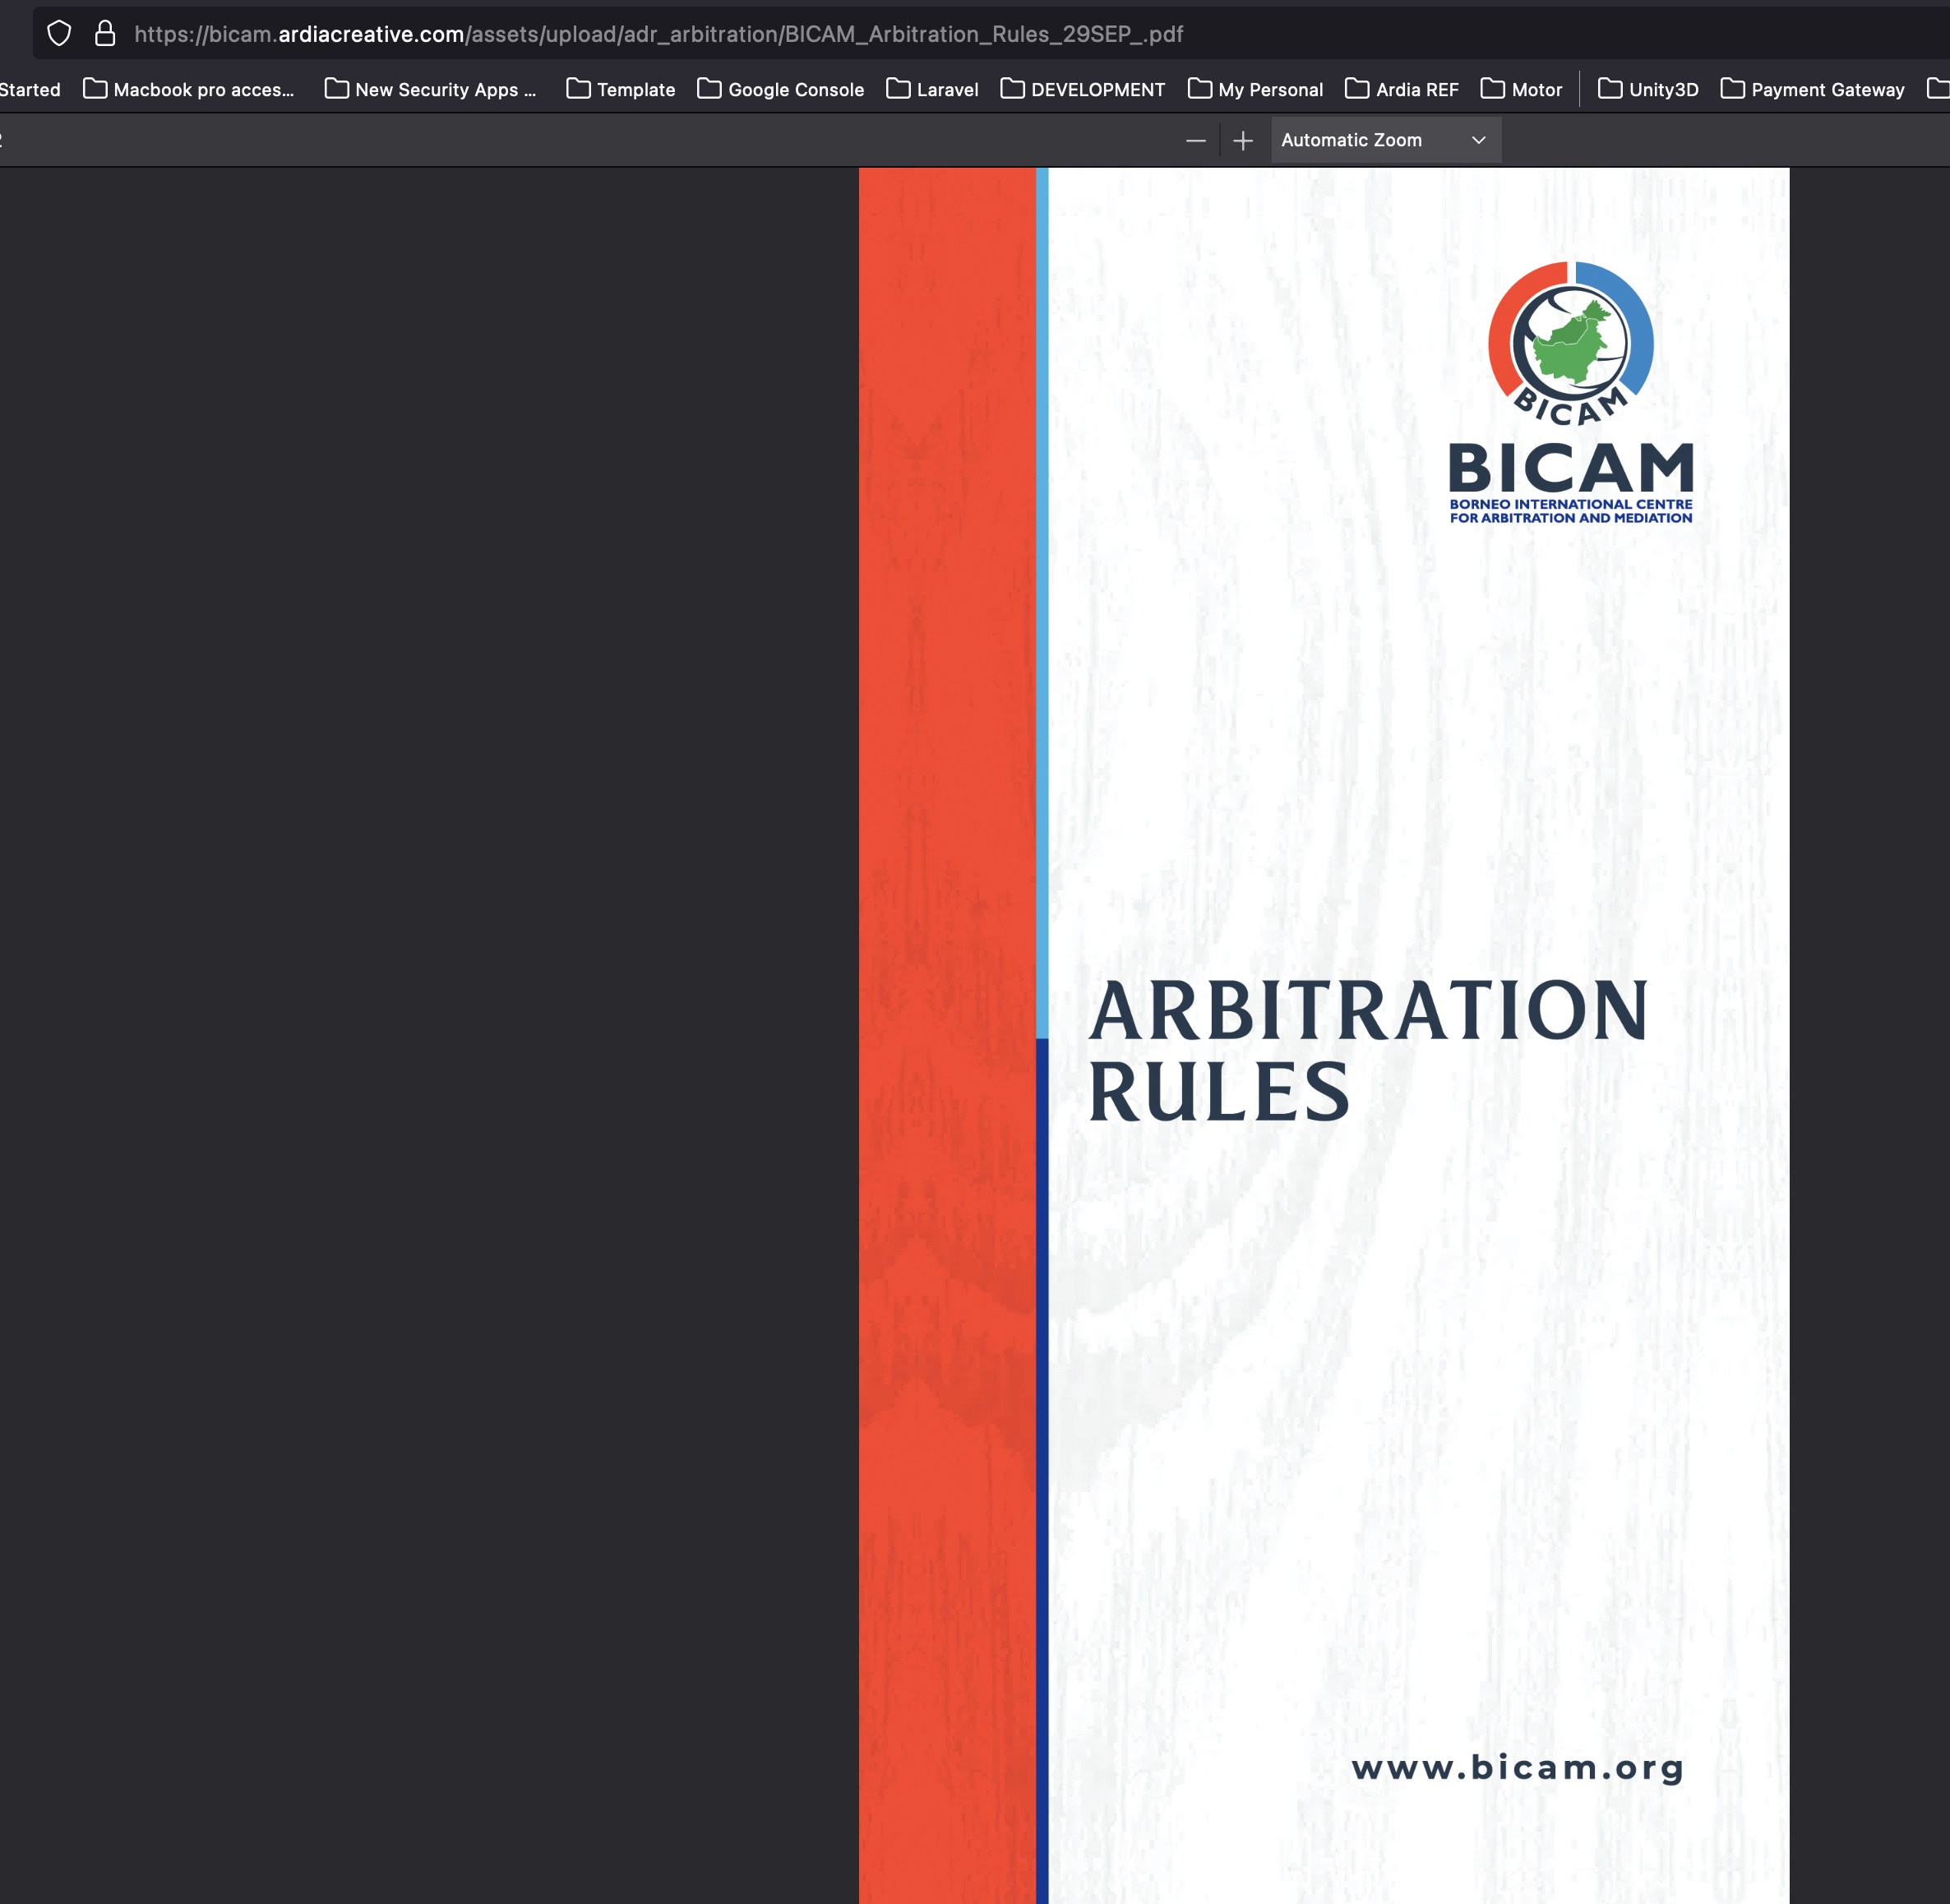 https://bicam.ardiacreative.com/assets/upload/adr_arbitration/BICAM_Arbitration_Rules_29SEP_.pdf
Started Macbook pro acces... New Security Apps ... Template Google Console Laravel DEVELOPMENT My Personal Ardia REF Motor Unity3D Payment Gateway
Automatic Zoom
BICAM
BICAM
BORNEO INTERNATIONAL CENTRE
FOR ARBITRATION AND MEDIATION
ARBITRATION
RULES
www.bicam.org